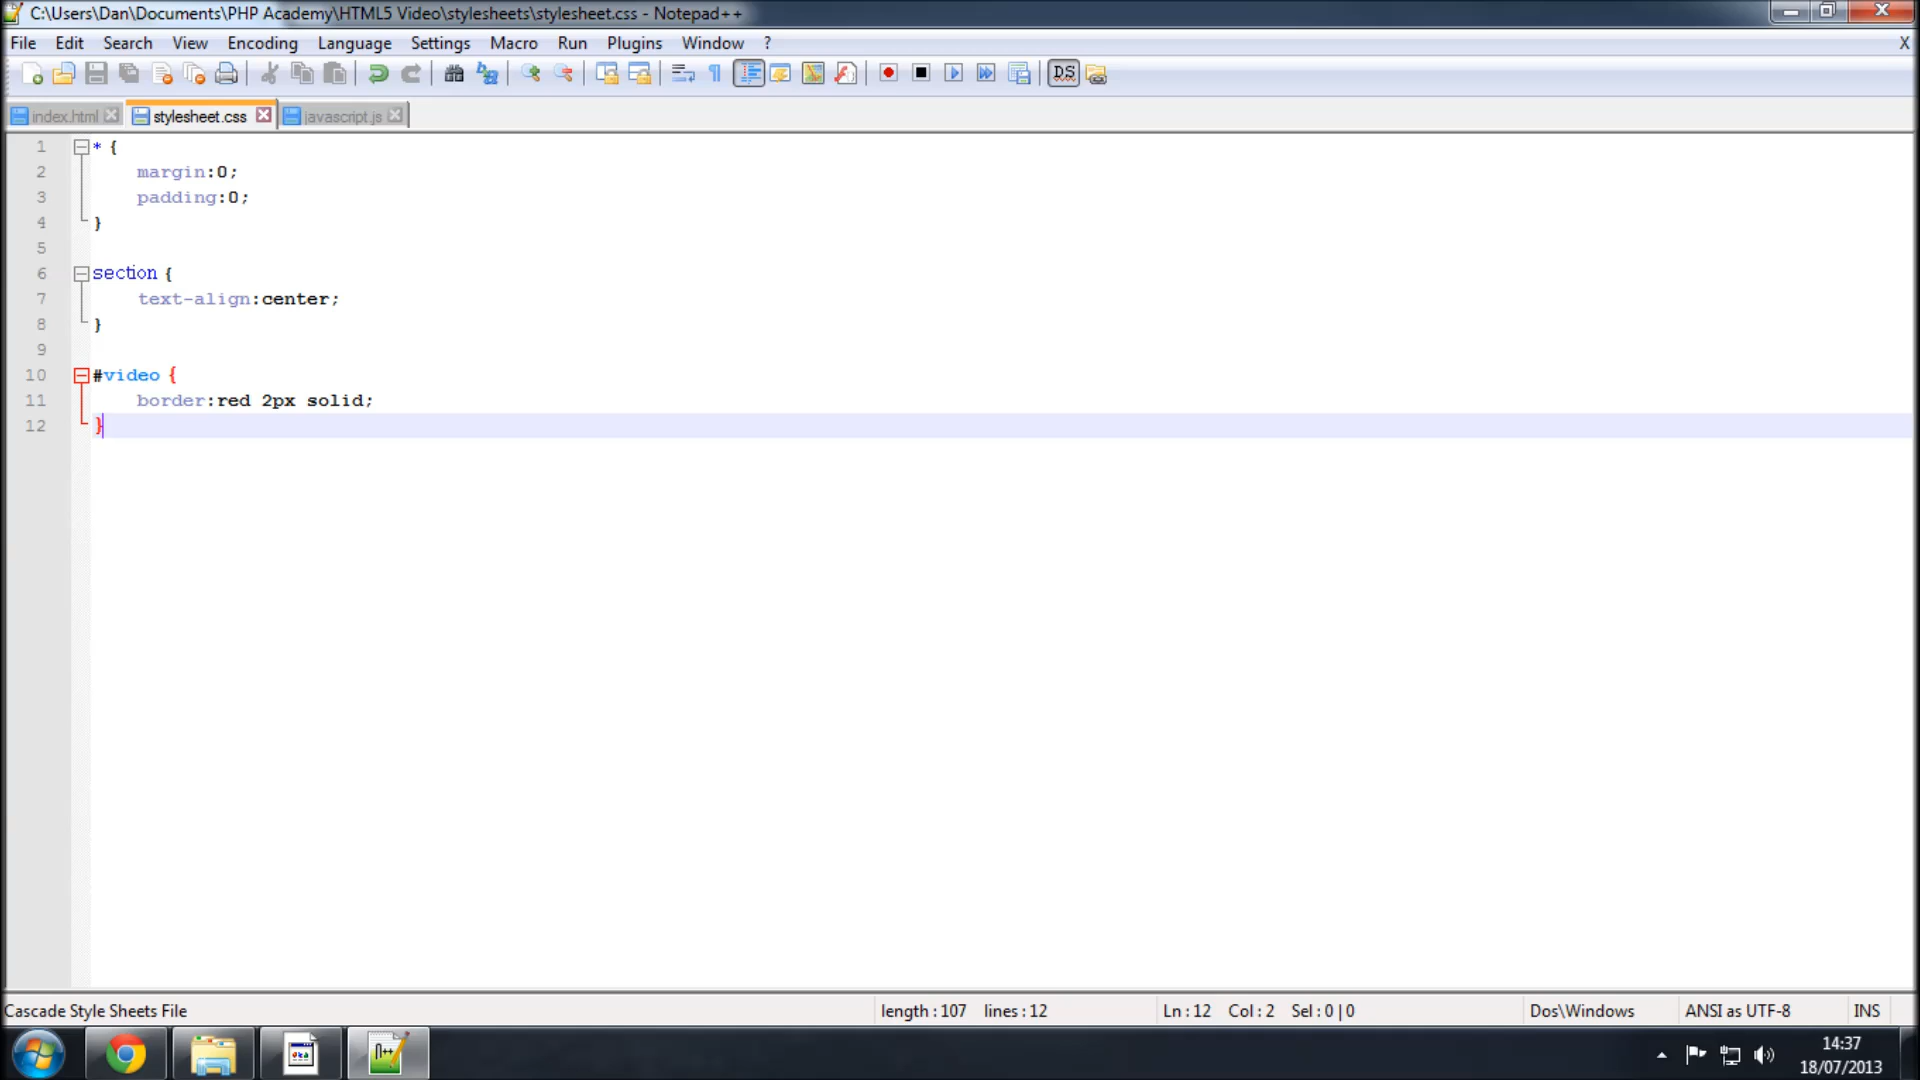 C:\Users\Dan\Documents\PHP Academy\HTML5 Video\stylesheets\stylesheet.css - Notepad++
File Edit Search View Encoding Language Settings Macro Run Plugins Window ? X
DS
index.html stylesheet.css javascript.js
1 * {
2 margin:0;
3 padding:0;
4 }
5
6 section {
7 text-align:center;
8 }
9
10 #video {
11 border:red 2px solid;
12 }
Cascade Style Sheets File length : 107 lines : 12 Ln : 12 Col : 2 Sel : 0 | 0 Dos\Windows ANSI as UTF-8 INS
14:37
18/07/2013